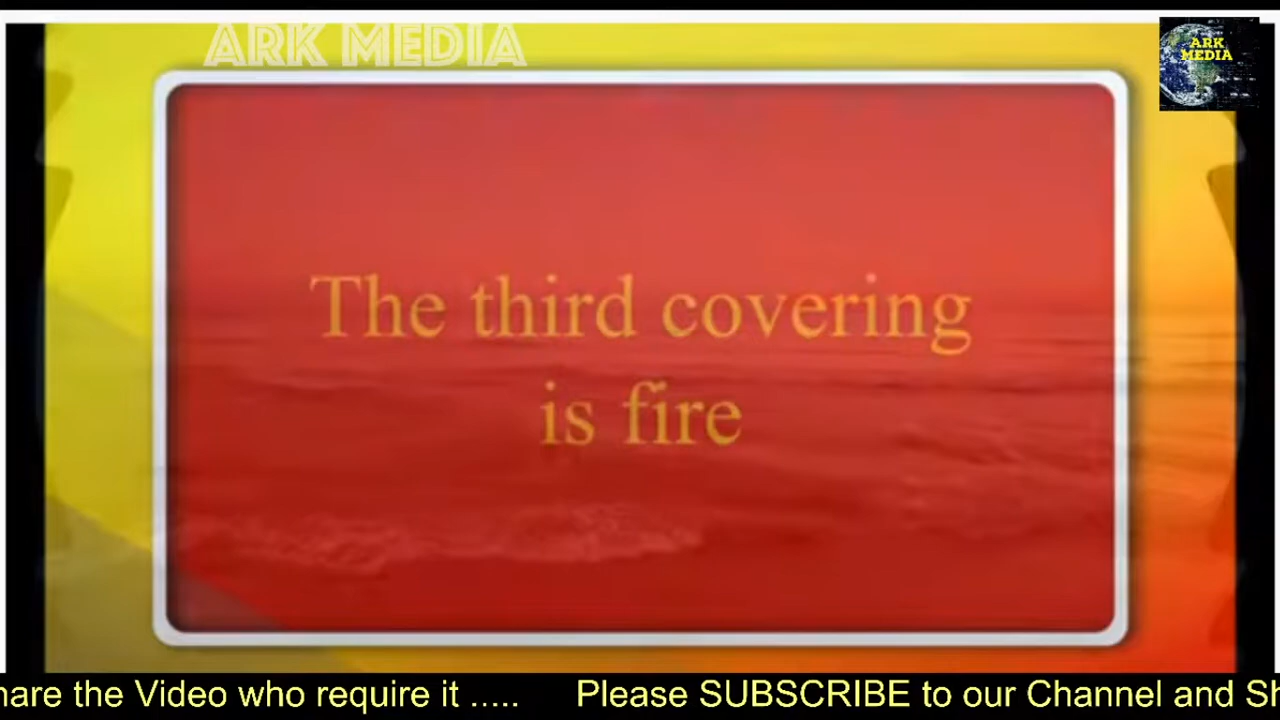 ARK MEDIA
ARK
MEDIA
The third covering
is fire
hare the Video who require it ..... Please SUBSCRIBE to our Channel and Sh